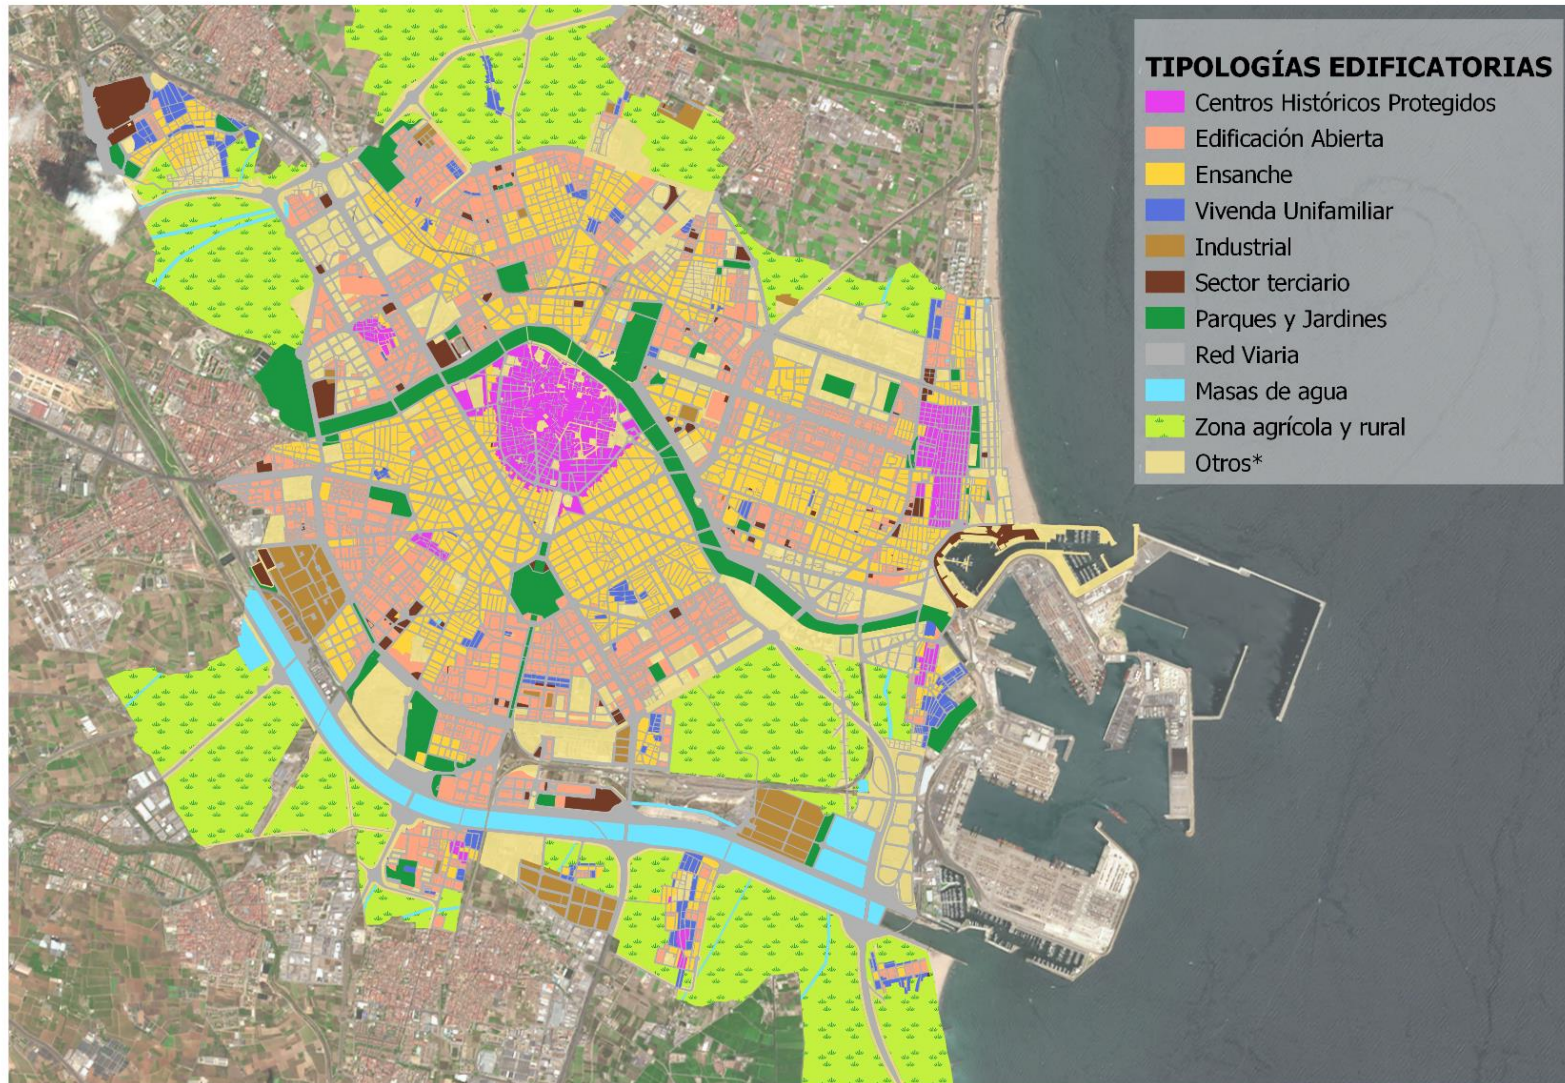 TIPOLOGÍAS EDIFICATORIAS
Centros Históricos Protegidos
Edificación Abierta
Ensanche
Vivenda Unifamiliar
Industrial
Sector terciario
Parques y Jardines
Red Viaria
Masas de agua
Zona agrícola y rural
Otros*